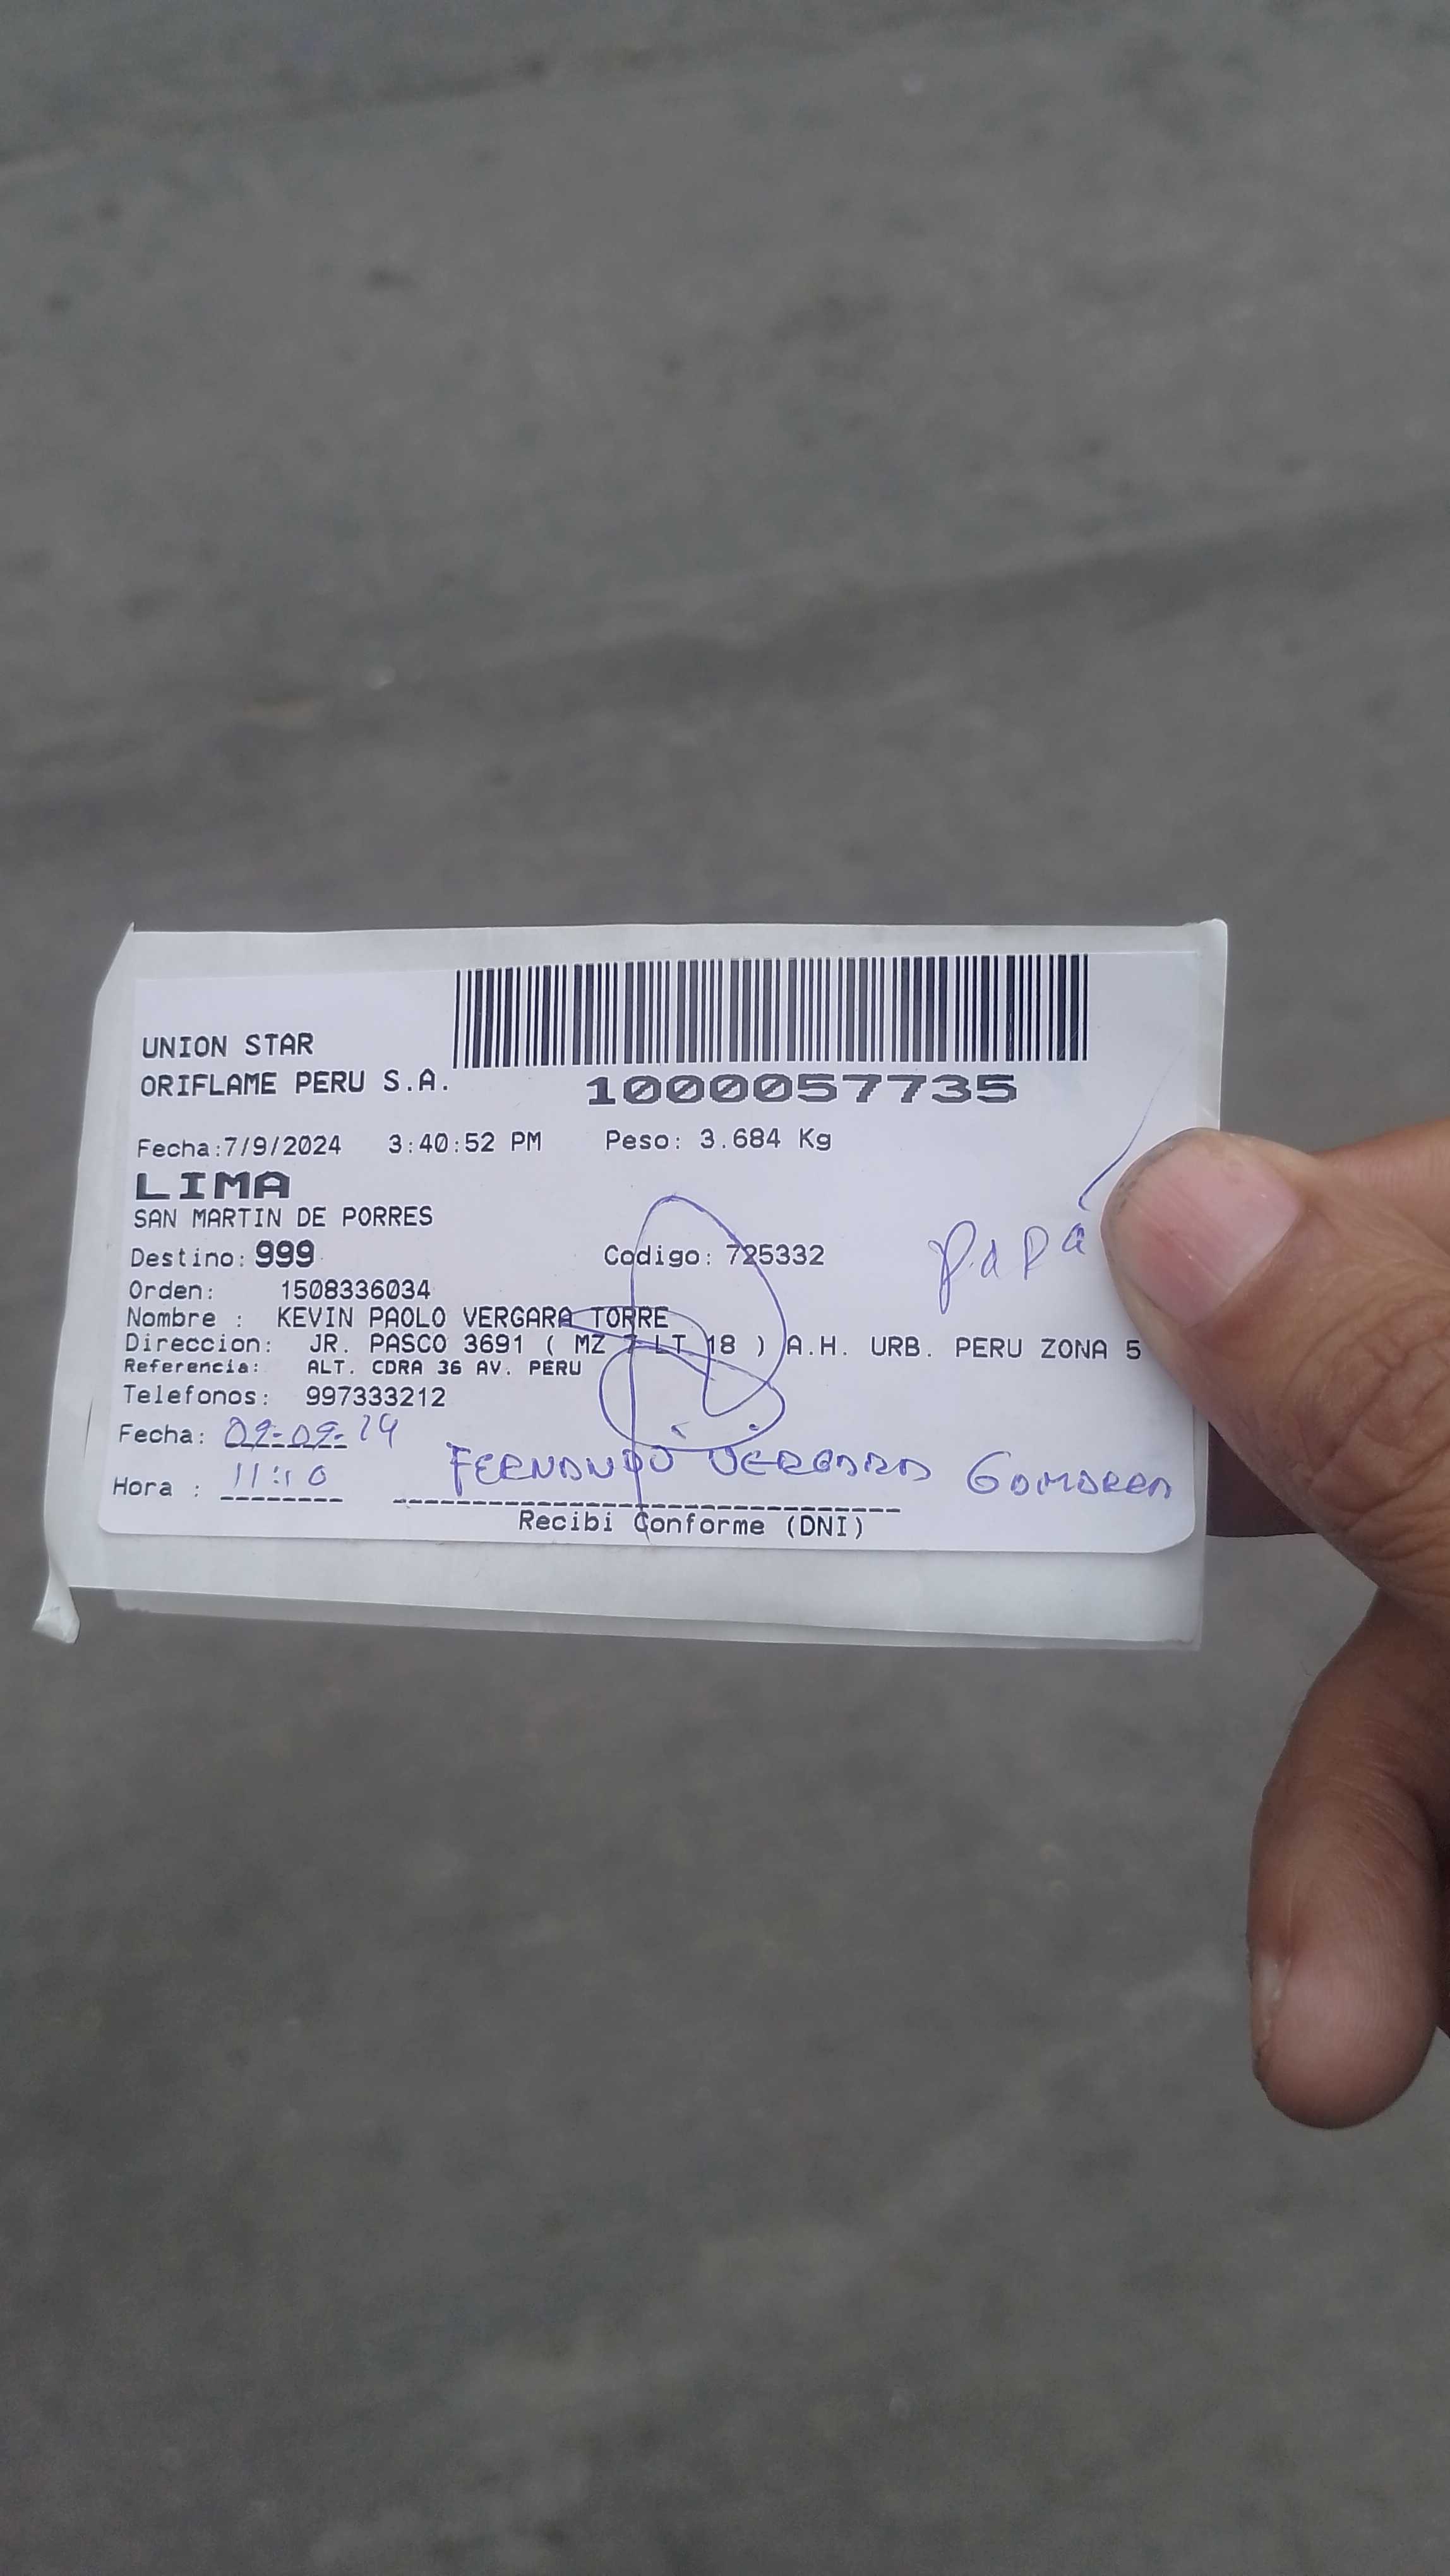 UNION STAR
ORIFLAME PERU S.A.
1000057735
Fecha:7/9/2024 3:40:52 PM Peso: 3.684 Kg
LIMA
SAN MARTIN DE PORRES
Destino: 999 Codigo: 725332
papá
Orden: 1508336034
Nombre : KEVIN PAOLO VERGARA TORRE
Direccion: JR. PASCO 3691 ( MZ 7 LT 18 ) A.H. URB. PERU ZONA 5
Referencia: ALT. CDRA 36 AV. PERU
Telefonos: 997333212
Fecha: 09-09-24
Hora : 11:10 FERNANDO VERGARA
Recibi Conforme (DNI)